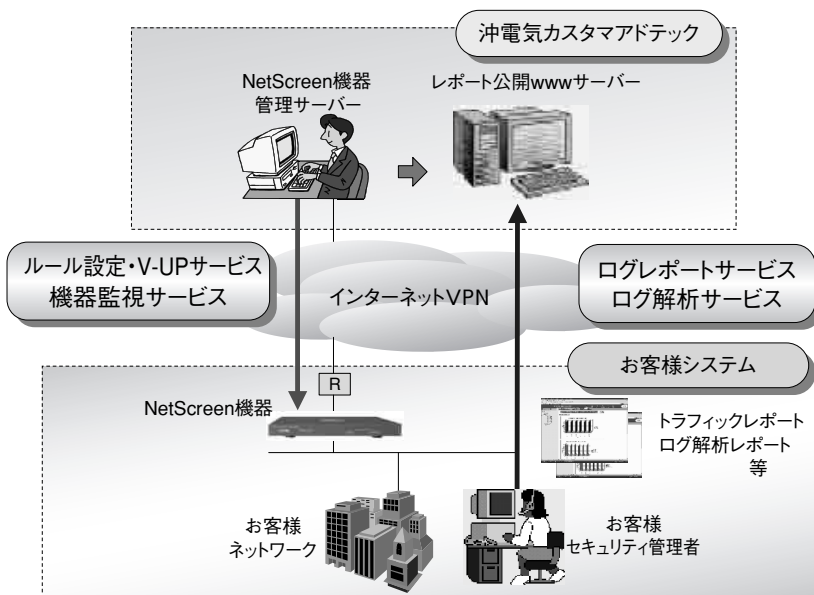 沖電気カスタマアドテック
NetScreen機器
管理サーバー
レポート公開wwwサーバー
ルール設定・V-UPサービス
機器監視サービス
インターネットVPN
ログレポートサービス
ログ解析サービス
お客様システム
R
NetScreen機器
トラフィックレポート
ログ解析レポート
等
お客様
ネットワーク
お客様
セキュリティ管理者